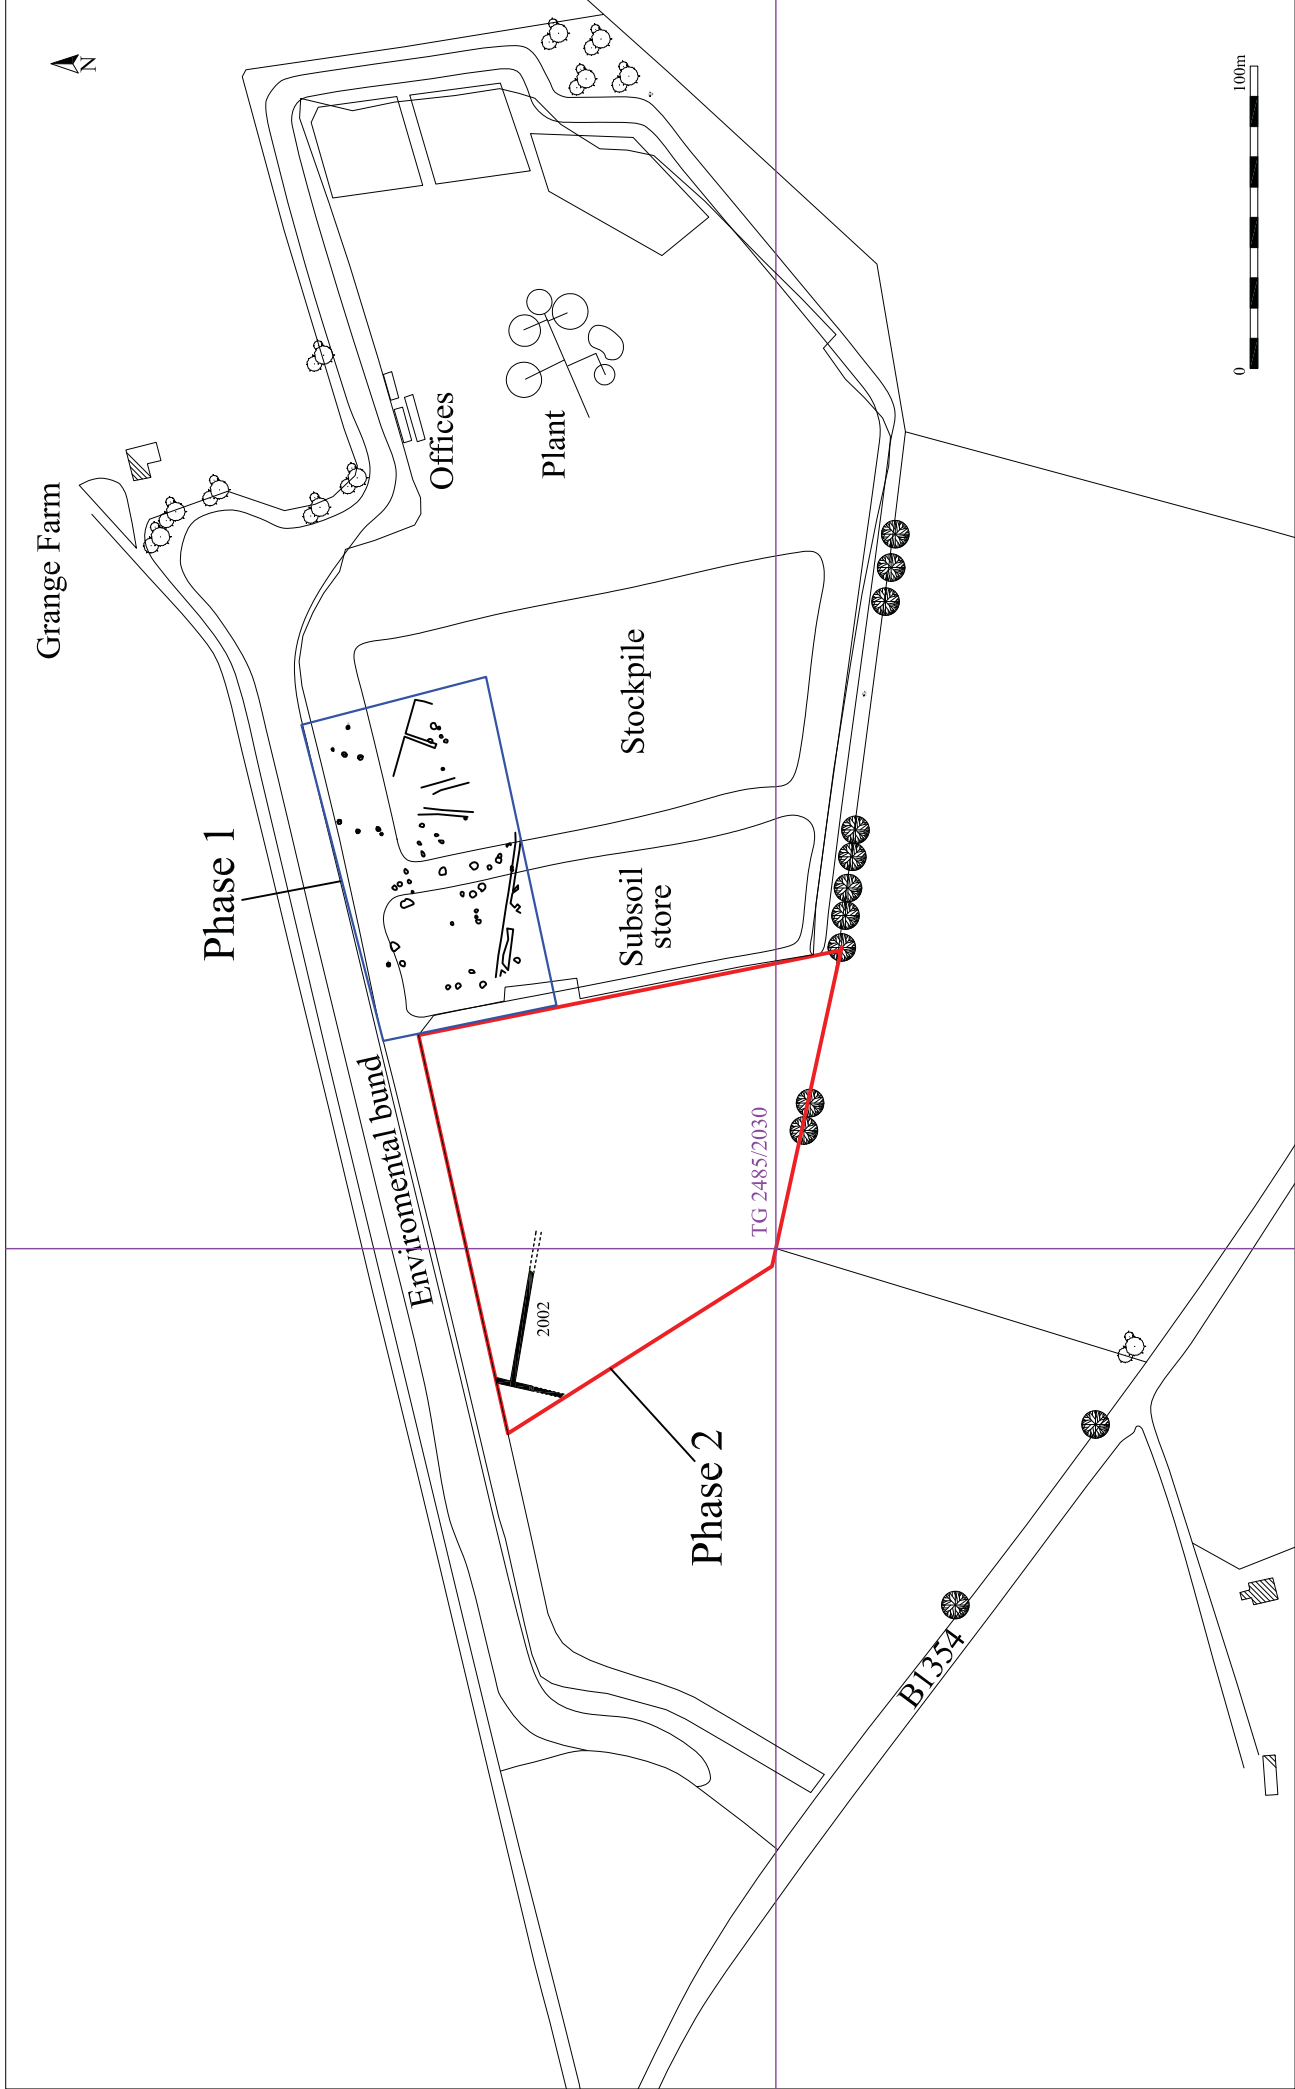 N
Grange Farm
Phase 1
Offices
Plant
Stockpile
Subsoil
store
Enviromental bund
TG 2485/2030
2002
Phase 2
B1354
0
100m